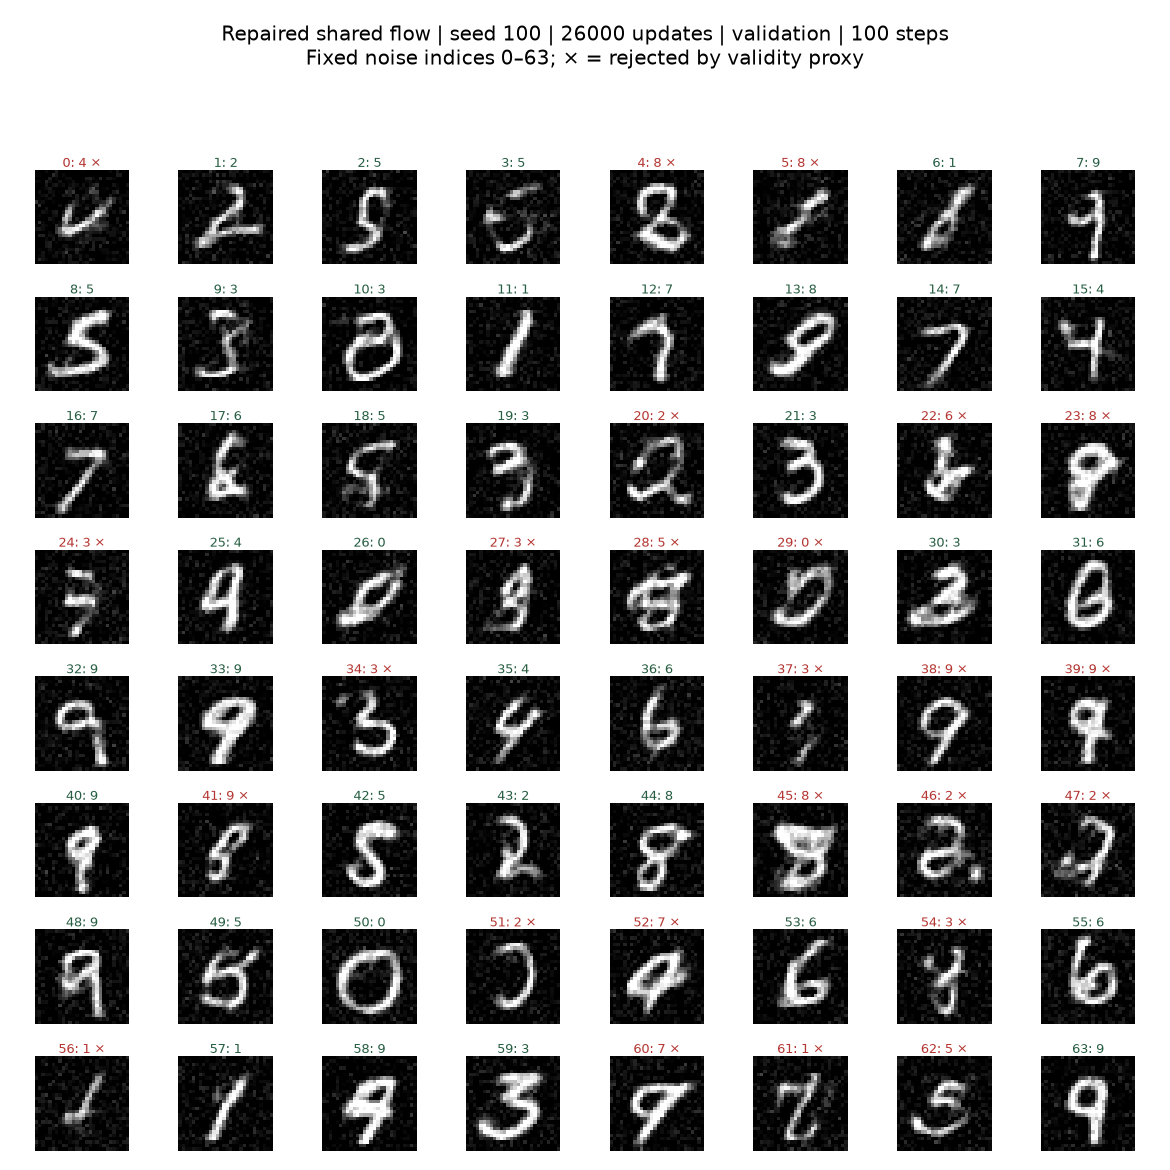 Repaired shared flow | seed 100 | 26000 updates | validation | 100 steps
Fixed noise indices 0–63; × = rejected by validity proxy
0: 4 × 1: 2 2: 5 3: 5 4: 8 × 5: 8 × 6: 1 7: 9
8: 5 9: 3 10: 3 11: 1 12: 7 13: 8 14: 7 15: 4
16: 7 17: 6 18: 5 19: 3 20: 2 × 21: 3 22: 6 × 23: 8 ×
24: 3 × 25: 4 26: 0 27: 3 × 28: 5 × 29: 0 × 30: 3 31: 6
32: 9 33: 9 34: 3 × 35: 4 36: 6 37: 3 × 38: 9 × 39: 9 ×
40: 9 41: 9 × 42: 5 43: 2 44: 8 45: 8 × 46: 2 × 47: 2 ×
48: 9 49: 5 50: 0 51: 2 × 52: 7 × 53: 6 54: 3 × 55: 6
56: 1 × 57: 1 58: 9 59: 3 60: 7 × 61: 1 × 62: 5 × 63: 9